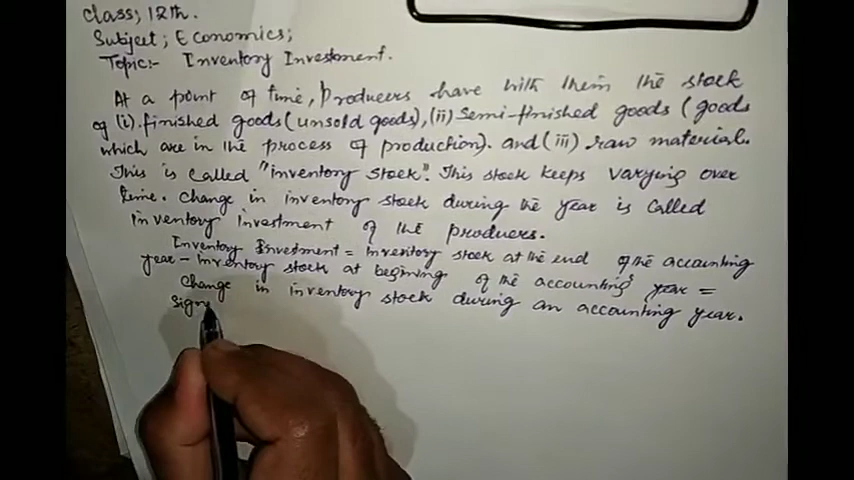 Class; 12th.
Subject; Economics;
Topic:- Inventory Investment.
At a point of time, Producers have with them the stock
of (i). finished goods (unsold goods), (ii) Semi-finished goods (goods
which are in the process of production). and (iii) raw material.
This is called "inventory stock". This stock keeps varying over
time. Change in inventory stock during the year is called
inventory investment of the producers.
Inventory Investment = inventory stock at the end of the accounting
year - inventory stock at begining of the accounting year =
Change in inventory stock during an accounting year.
Sign